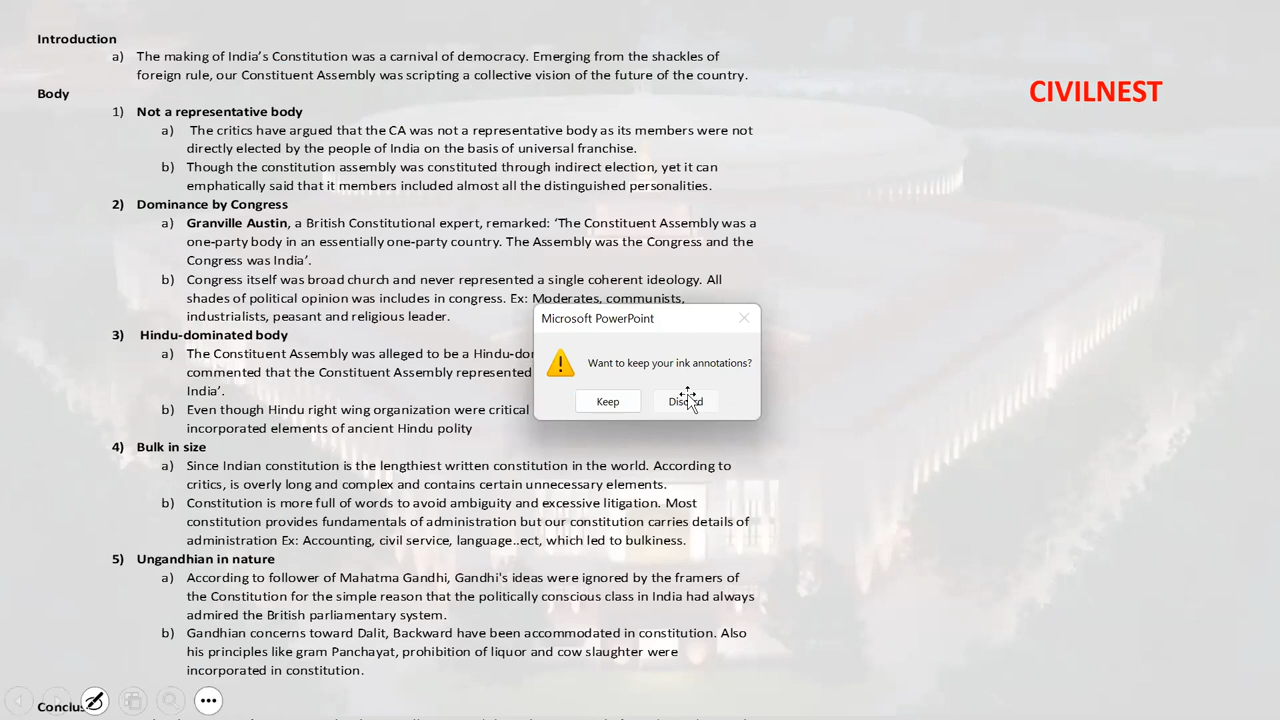 Introduction
a) The making of India's Constitution was a carnival of democracy. Emerging from the shackles of
foreign rule, our Constituent Assembly was scripting a collective vision of the future of the country.
CIVILNEST
Body
1) Not a representative body
a) The critics have argued that the CA was not a representative body as its members were not
directly elected by the people of India on the basis of universal franchise.
b) Though the constitution assembly was constituted through indirect election, yet it can
emphatically said that it members included almost all the distinguished personalities.
2) Dominance by Congress
a) Granville Austin, a British Constitutional expert, remarked: ‘The Constituent Assembly was a
one-party body in an essentially one-party country. The Assembly was the Congress and the
Congress was India’.
b) Congress itself was broad church and never represented a single coherent ideology. All
shades of political opinion was includes in congress. Ex: Moderates, communists,
industrialists, peasant and religious leader.
3) Hindu-dominated body
a) The Constituent Assembly was alleged to be a Hindu-do
commented that the Constituent Assembly represented
India’.
b) Even though Hindu right wing organization were critical
incorporated elements of ancient Hindu polity
Microsoft PowerPoint
Want to keep your ink annotations?
Keep
Discard
4) Bulk in size
a) Since Indian constitution is the lengthiest written constitution in the world. According to
critics, is overly long and complex and contains certain unnecessary elements.
b) Constitution is more full of words to avoid ambiguity and excessive litigation. Most
constitution provides fundamentals of administration but our constitution carries details of
administration Ex: Accounting, civil service, language..ect, which led to bulkiness.
5) Ungandhian in nature
a) According to follower of Mahatma Gandhi, Gandhi's ideas were ignored by the framers of
the Constitution for the simple reason that the politically conscious class in India had always
admired the British parliamentary system.
b) Gandhian concerns toward Dalit, Backward have been accommodated in constitution. Also
his principles like gram Panchayat, prohibition of liquor and cow slaughter were
incorporated in constitution.
Conclus